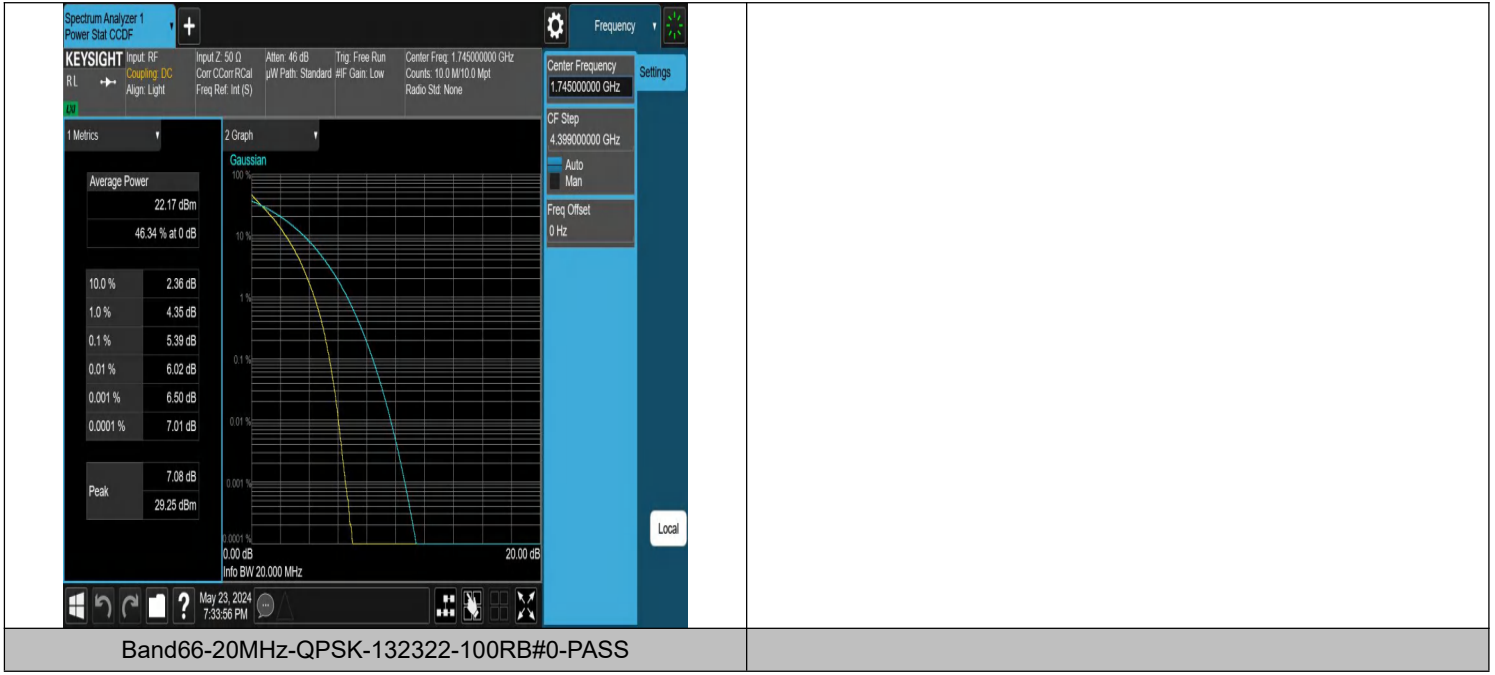 Spectrum Analyzer 1
Power Stat CCDF
+
Frequency
KEYSIGHT
R L
LXI
Input: RF
Coupling: DC
Align: Light
Input Z: 50 Ω
Corr CCorr RCal
Freq Ref: Int (S)
Atten: 46 dB
µW Path: Standard
Trig: Free Run
#IF Gain: Low
Center Freq: 1.745000000 GHz
Counts: 10.0 M/10.0 Mpt
Radio Std: None
Center Frequency
1.745000000 GHz
Settings
CF Step
4.399000000 GHz
Auto
Man
Freq Offset
0 Hz
Local
1 Metrics
Average Power
22.17 dBm
46.34 % at 0 dB
10.0 % 2.36 dB
1.0 % 4.35 dB
0.1 % 5.39 dB
0.01 % 6.02 dB
0.001 % 6.50 dB
0.0001 % 7.01 dB
Peak
7.08 dB
29.25 dBm
2 Graph
Gaussian
100 %
10 %
1 %
0.1 %
0.01 %
0.001 %
0.0001 %
0.00 dB 20.00 dB
Info BW 20.000 MHz
?
May 23, 2024
7:33:56 PM
Band66-20MHz-QPSK-132322-100RB#0-PASS